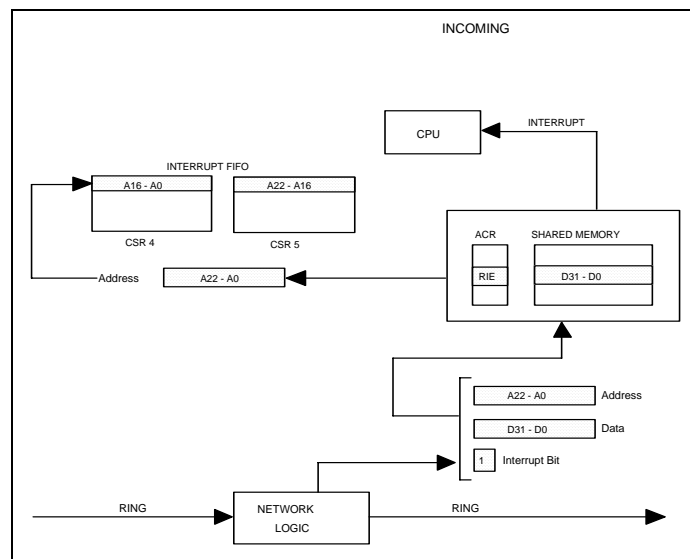 INCOMING
CPU
INTERRUPT
INTERRUPT FIFO
A16 - A0
A22 - A16
CSR 4
CSR 5
ACR
SHARED MEMORY
RIE
D31 - D0
Address
A22 - A0
A22 - A0
Address
D31 - D0
Data
1
Interrupt Bit
RING
NETWORK
LOGIC
RING